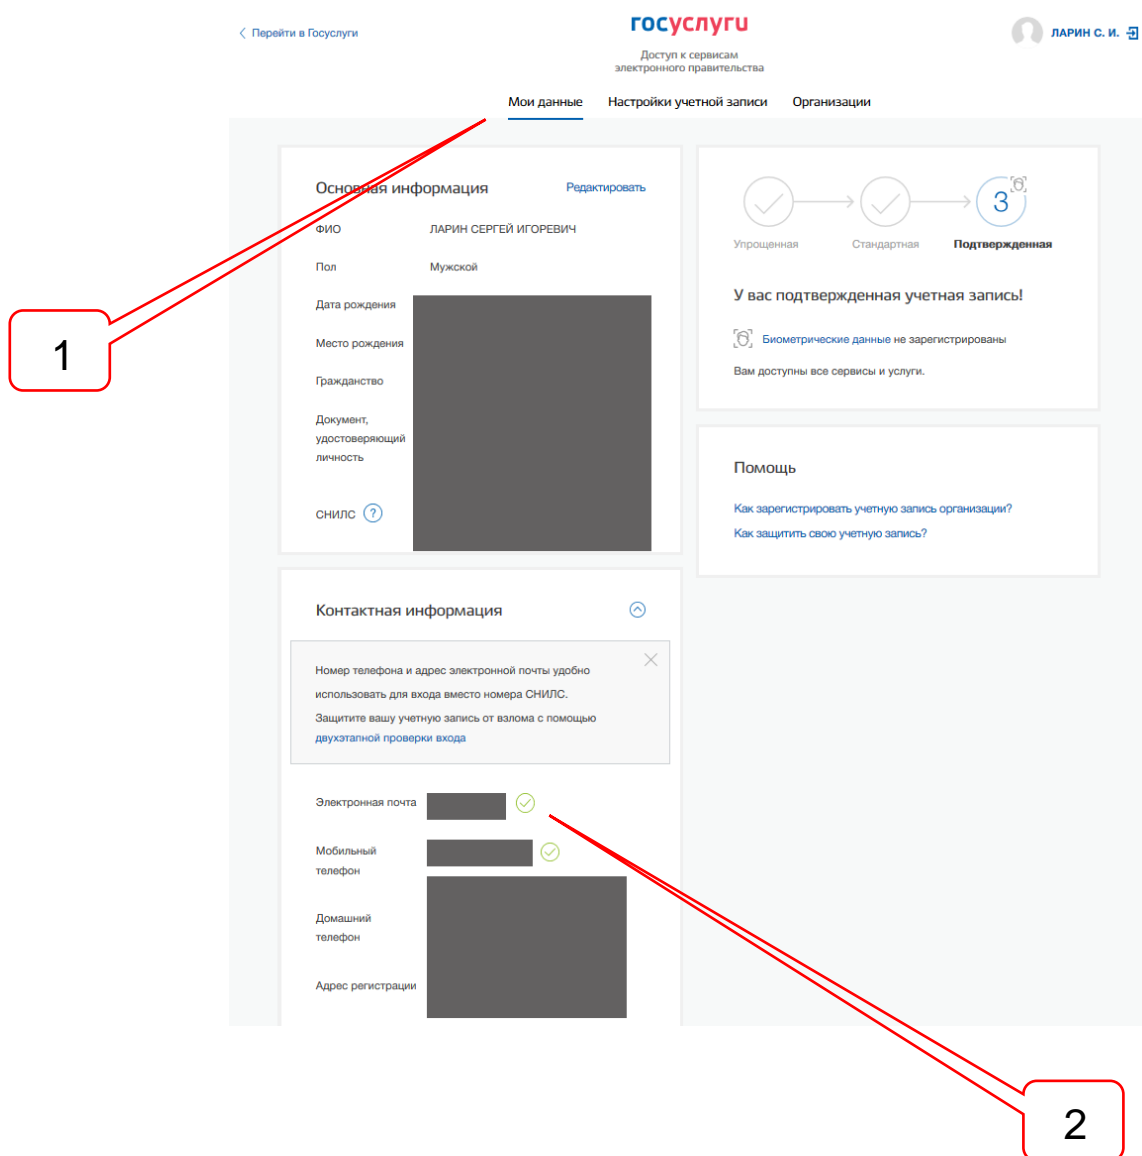 Перейти в Госуслуги
госуслуги
ЛАРИН С. И.
Доступ к сервисам
электронного правительства
Мои данные
Настройки учетной записи
Организации
Основная информация
Редактировать
ФИО
ЛАРИН СЕРГЕЙ ИГОРЕВИЧ
Пол
Мужской
Дата рождения
Место рождения
Гражданство
Документ,
удостоверяющий
личность
СНИЛС ?
3
Упрощенная
Стандартная
Подтвержденная
У вас подтвержденная учетная запись!
Биометрические данные не зарегистрированы
Вам доступны все сервисы и услуги.
1
Помощь
Как зарегистрировать учетную запись организации?
Как защитить свою учетную запись?
Контактная информация
Номер телефона и адрес электронной почты удобно
использовать для входа вместо номера СНИЛС.
Защитите вашу учетную запись от взлома с помощью
двухэтапной проверки входа
Электронная почта
Мобильный
телефон
Домашний
телефон
Адрес регистрации
2